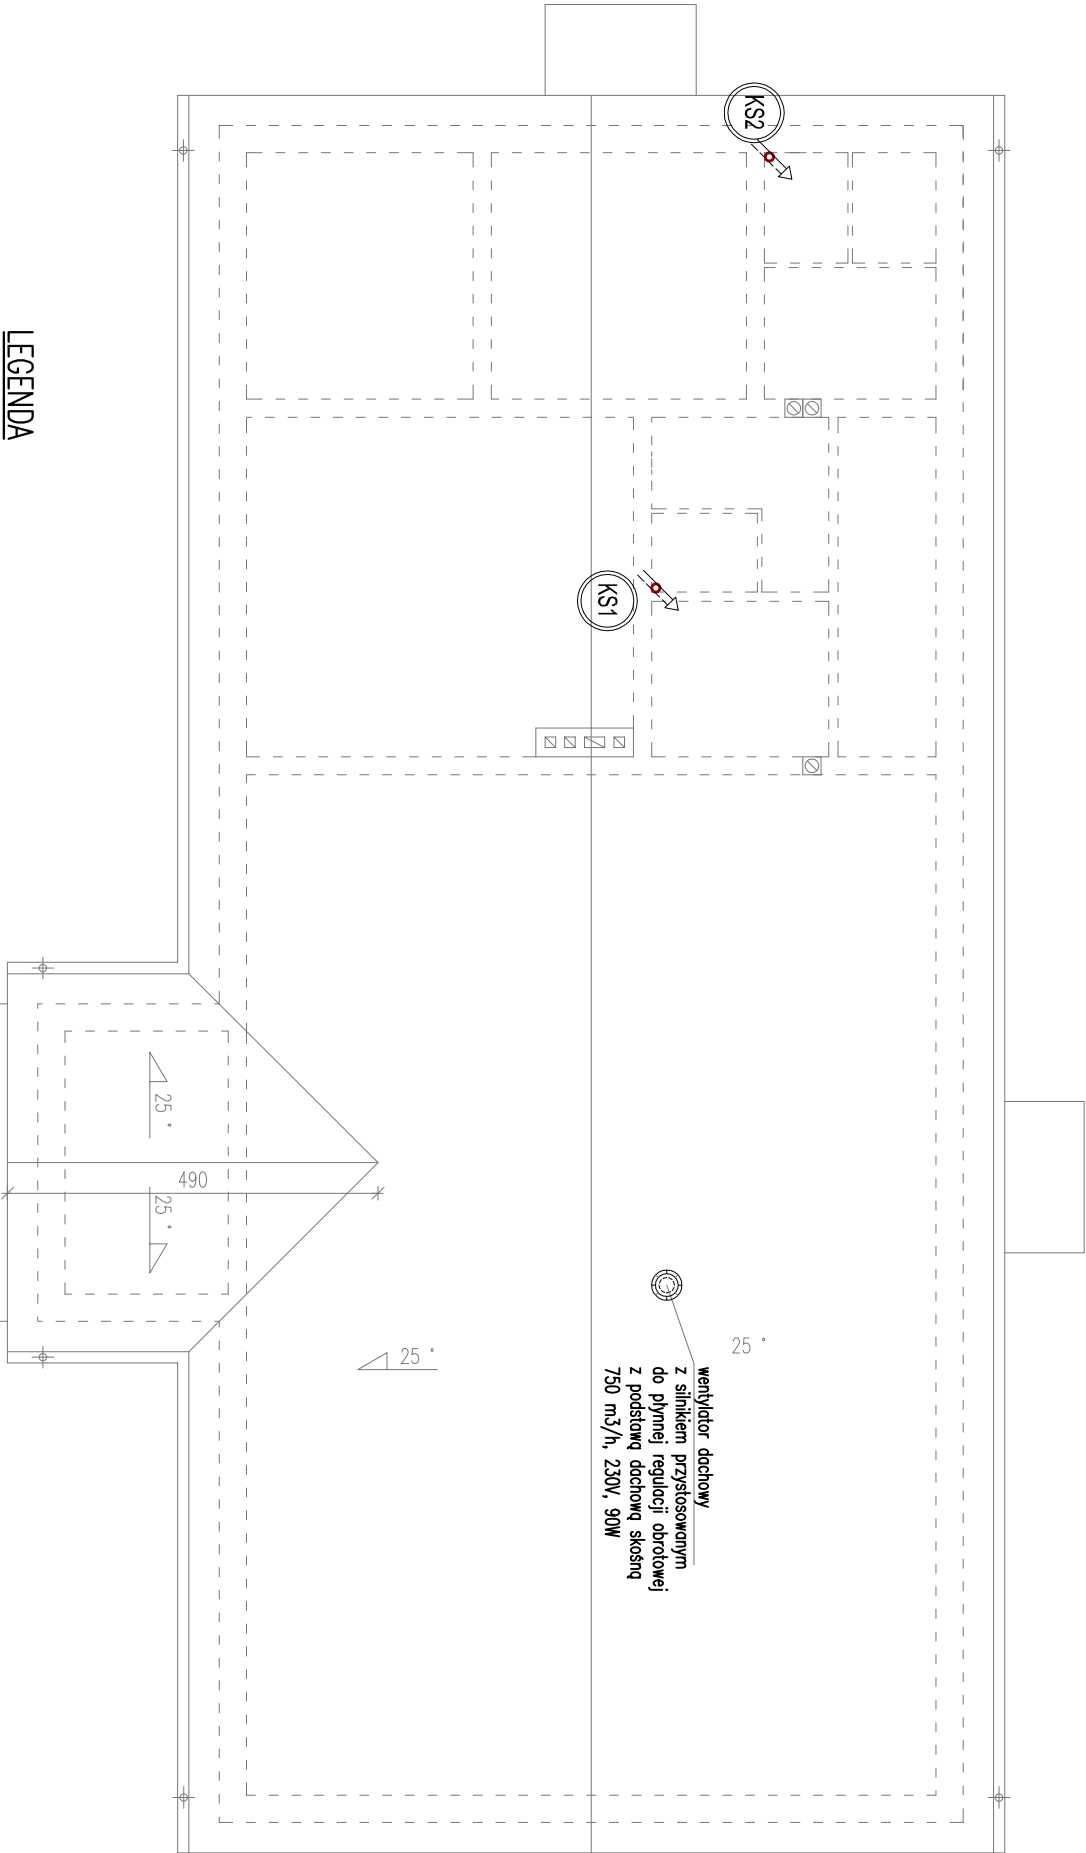 KS2
KS1
25 °
wentylator dachowy
z silnikiem przystosowanym
do płynnej regulacji obrotowej
z podstawą dachową skośną
750 m3/h, 230V, 90W
25 °
490
25 °
25 °
LEGENDA